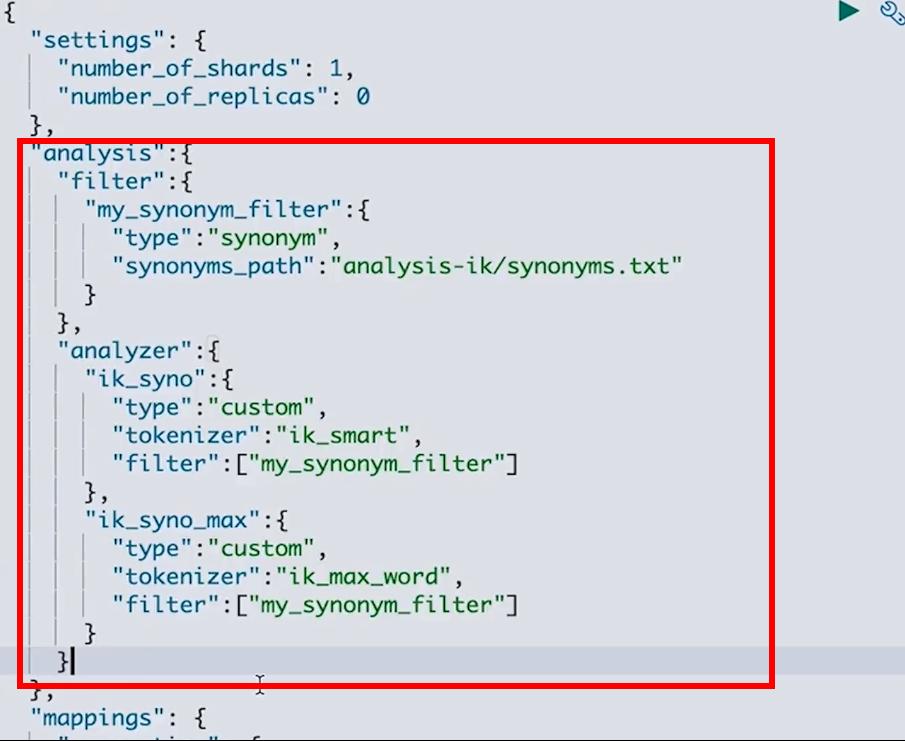 {
"settings": {
"number_of_shards": 1,
"number_of_replicas": 0
},
"analysis":{
"filter":{
"my_synonym_filter":{
"type":"synonym",
"synonyms_path":"analysis-ik/synonyms.txt"
}
},
"analyzer":{
"ik_syno":{
"type":"custom",
"tokenizer":"ik_smart",
"filter":["my_synonym_filter"]
},
"ik_syno_max":{
"type":"custom",
"tokenizer":"ik_max_word",
"filter":["my_synonym_filter"]
}
}
},
"mappings": {